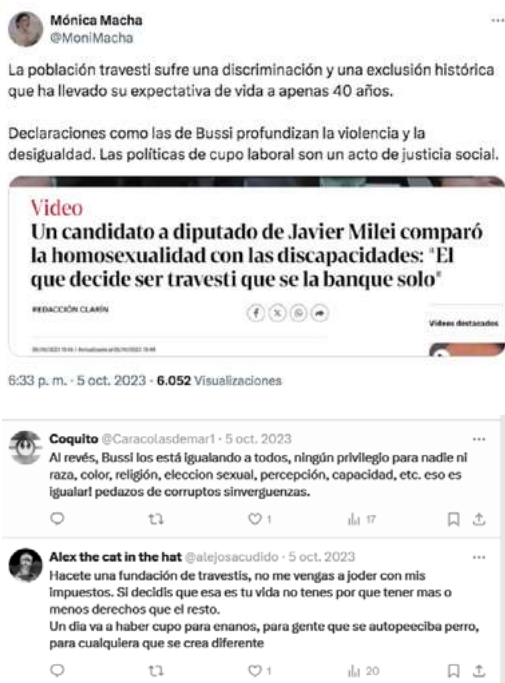 Mónica Macha
@MoniMacha
La población travesti sufre una discriminación y una exclusión histórica
que ha llevado su expectativa de vida a apenas 40 años.
Declaraciones como las de Bussi profundizan la violencia y la
desigualdad. Las políticas de cupo laboral son un acto de justicia social.
Video
Un candidato a diputado de Javier Milei comparó
la homosexualidad con las discapacidades: "El
que decide ser travesti que se la banque solo"
REDACCIÓN CLARÍN
Videos destacados
6:33 p. m. · 5 oct. 2023 · 6.052 Visualizaciones
Coquito @Caracolasdemar1 · 5 oct. 2023
Al revés, Bussi los está igualando a todos, ningún privilegio para nadie ni
raza, color, religión, eleccion sexual, percepción, capacidad, etc. eso es
igualar! pedazos de corruptos sinverguenzas.
1 17
Alex the cat in the hat @alejosacudido · 5 oct. 2023
Hacete una fundación de travestis, no me vengas a joder con mis
impuestos. Si decidis que esa es tu vida no tenes por que tener mas o
menos derechos que el resto.
Un dia va a haber cupo para enanos, para gente que se autopeeciba perro,
para cualquiera que se crea diferente
1 20